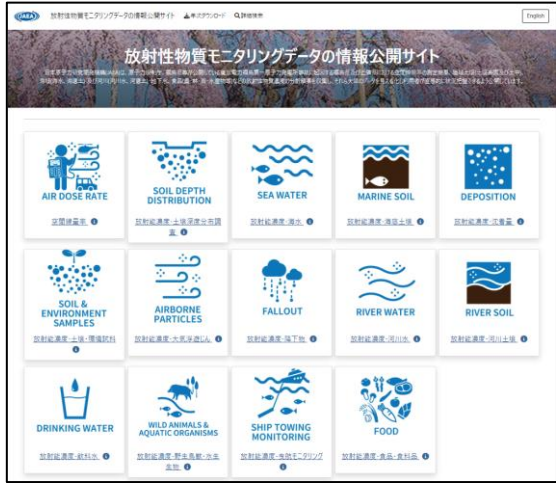 JAEA
放射性物質モニタリングデータの情報公開サイト
年次ダウンロード
詳細検索
English
放射性物質モニタリングデータの情報公開サイト
AIR DOSE RATE
空間線量率
SOIL DEPTH
DISTRIBUTION
放射能濃度-土壌深度分布調
査
SEA WATER
放射能濃度-海水
MARINE SOIL
放射能濃度-海底土壌
DEPOSITION
放射能濃度-沈着量
SOIL &
ENVIRONMENT
SAMPLES
放射能濃度-土壌・環境試料
AIRBORNE
PARTICLES
放射能濃度-大気浮遊じん
FALLOUT
放射能濃度-降下物
RIVER WATER
放射能濃度-河川水
RIVER SOIL
放射能濃度-河川土壌
DRINKING WATER
放射能濃度-飲料水
WILD ANIMALS &
AQUATIC ORGANISMS
放射能濃度-野生鳥獣・水生
生物
SHIP TOWING
MONITORING
放射能濃度-曳航モニタリング
FOOD
放射能濃度-食品・食料品